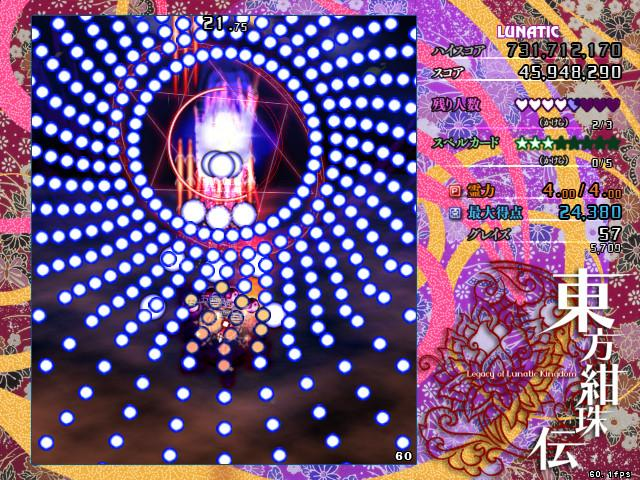 21.75
LUNATIC
ハイスコア 731,712,170
スコア 45,948,290
残り人数
(かけら) 2/3
スペルカード
(かけら) 0/5
霊力 4.00/4.00
最大得点 24,380
グレイズ 57
5,700
東方紺珠伝
Legacy of Lunatic Kingdom
60
60.1fps